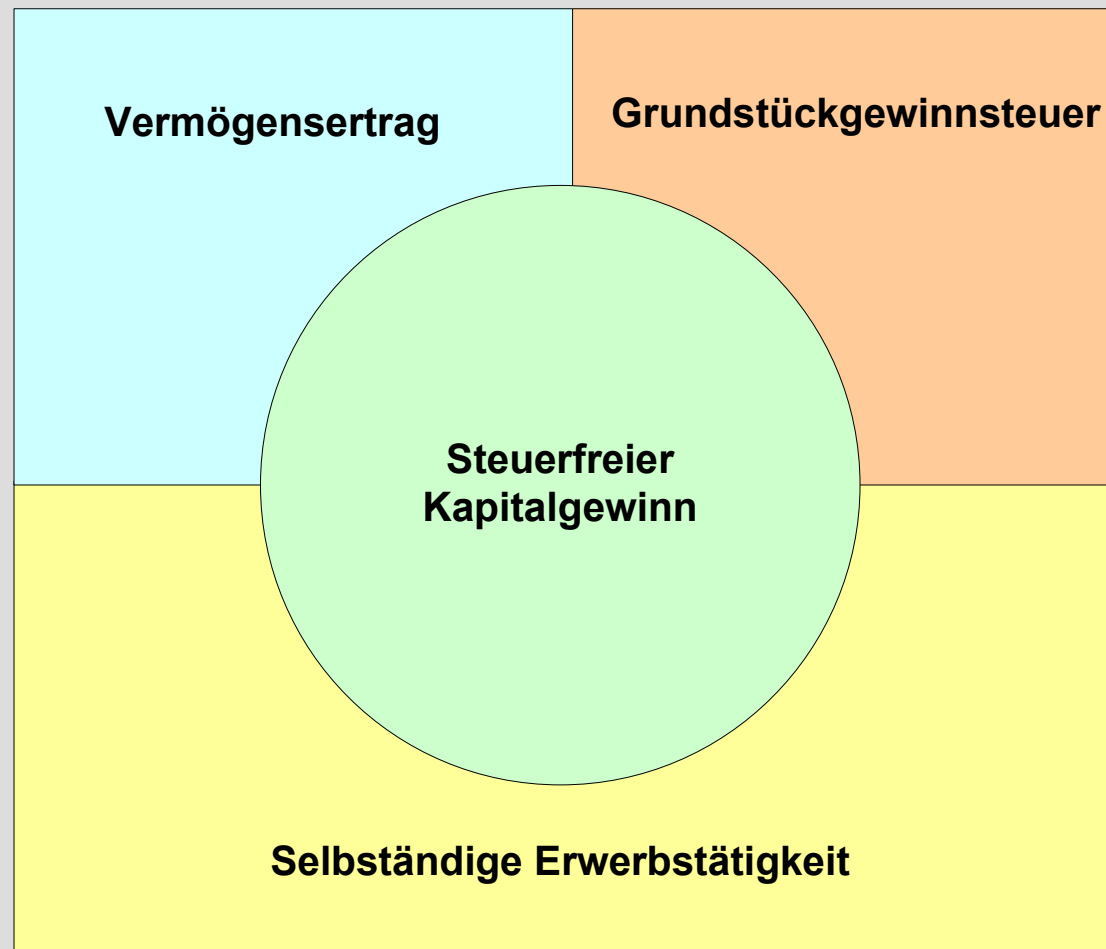 Vermögensertrag
Grundstückgewinnsteuer
Steuerfreier
Kapitalgewinn
Selbständige Erwerbstätigkeit